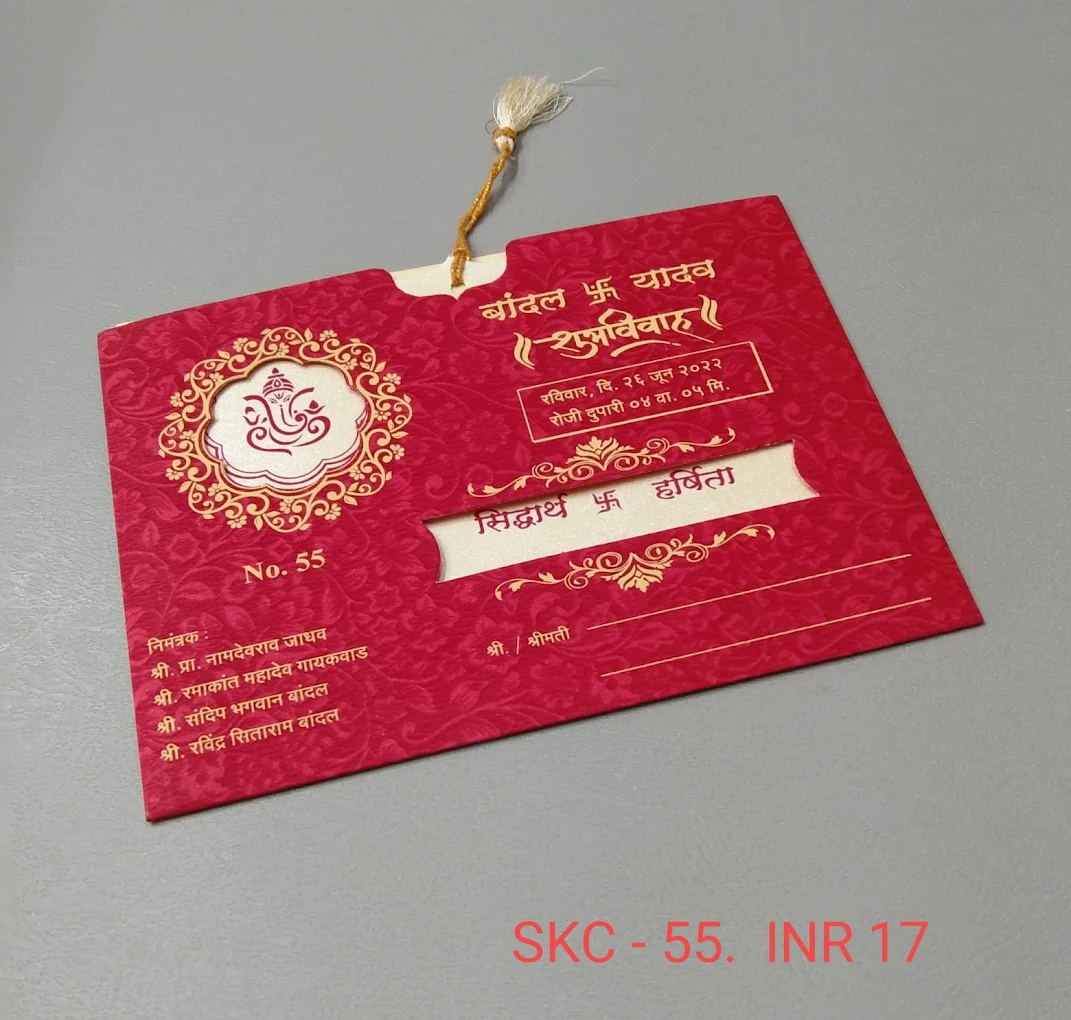 बांदल 卐 यादव
शुभविवाह
रविवार, दि. २६ जून २०२२
रोजी दुपारी ०४ वा. ०५ मि.
सिद्धार्थ 卐 हर्षिता
No. 55
निमंत्रक :
श्री. प्रा. नामदेवराव जाधव
श्री. रमाकांत महादेव गायकवाड
श्री. संदिप भगवान बांदल
श्री. रविंद्र सिताराम बांदल
श्री. / श्रीमती
SKC - 55. INR 17